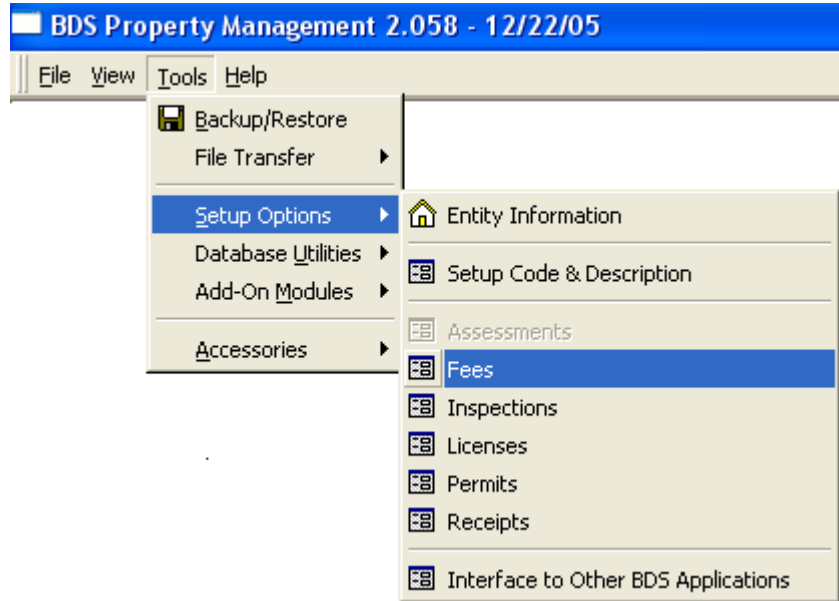 BDS Property Management 2.058 - 12/22/05
File View Tools Help
Backup/Restore
File Transfer
Setup Options
Database Utilities
Add-On Modules
Accessories
Entity Information
Setup Code & Description
Assessments
Fees
Inspections
Licenses
Permits
Receipts
Interface to Other BDS Applications